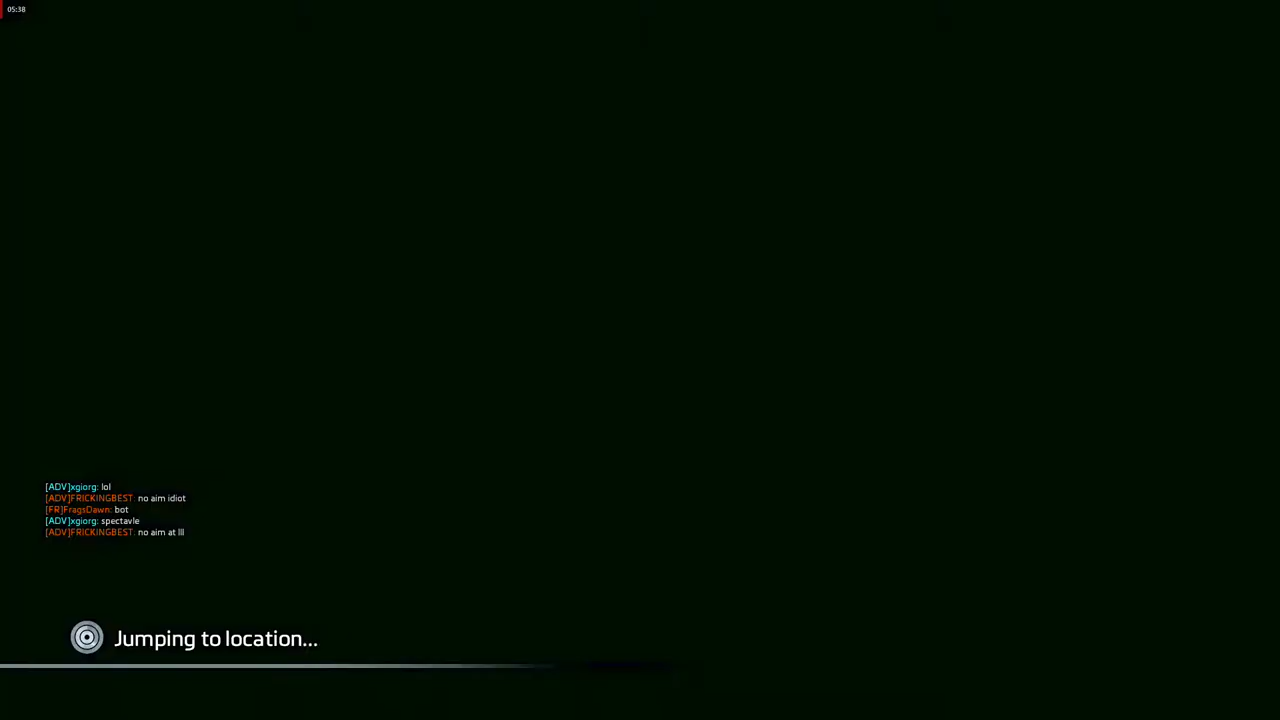 05:38
[ADV]xgiorg: lol
[ADV]FRICKINGBEST: no aim idiot
[FR]FragsDawn: bot
[ADV]xgiorg: spectavle
[ADV]FRICKINGBEST: no aim at lll
Jumping to location...